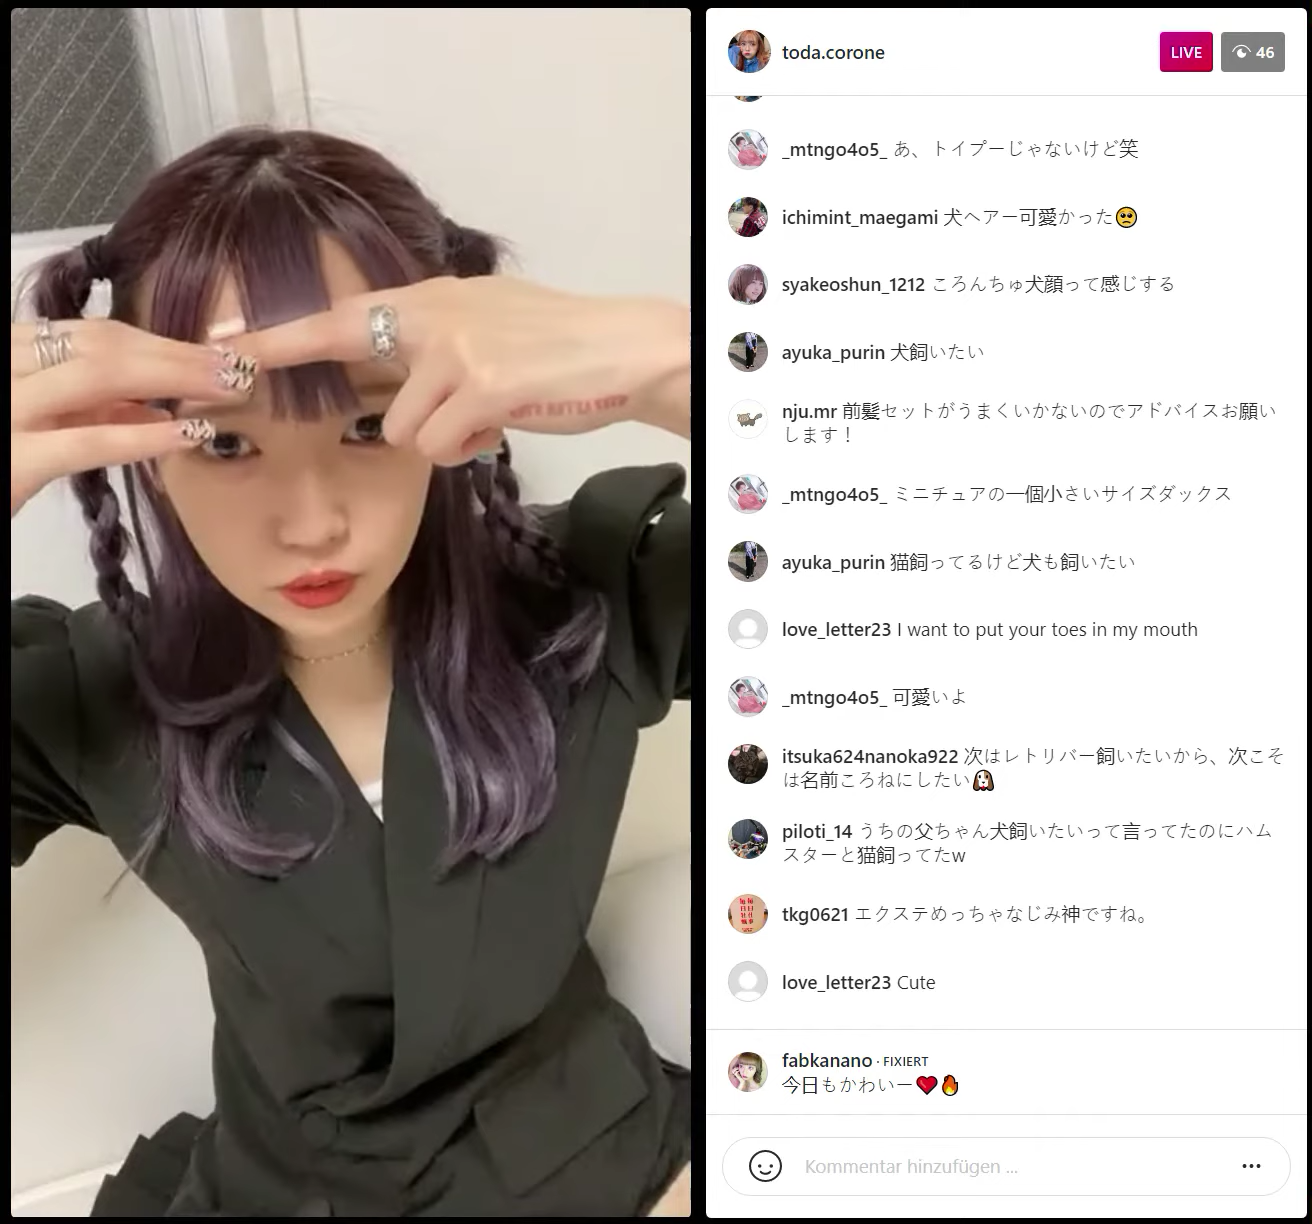 toda.corone
LIVE
46
_mtngo4o5_ あ、トイプーじゃないけど笑
ichimint_maegami 犬ヘアー可愛かった🥺
syakeoshun_1212 ころんちゅ犬顔って感じする
ayuka_purin 犬飼いたい
nju.mr 前髪セットがうまくいかないのでアドバイスお願い
します！
_mtngo4o5_ ミニチュアの一個小さいサイズダックス
ayuka_purin 猫飼ってるけど犬も飼いたい
love_letter23 I want to put your toes in my mouth
_mtngo4o5_ 可愛いよ
itsuka624nanoka922 次はレトリバー飼いたいから、次こそ
は名前ころねにしたい🐶
piloti_14 うちの父ちゃん犬飼いたいって言ってたのにハム
スターと猫飼ってたw
tkg0621 エクステめっちゃなじみ神ですね。
love_letter23 Cute
fabkanano · FIXIERT
今日もかわいー❤️🔥
Kommentar hinzufügen ...